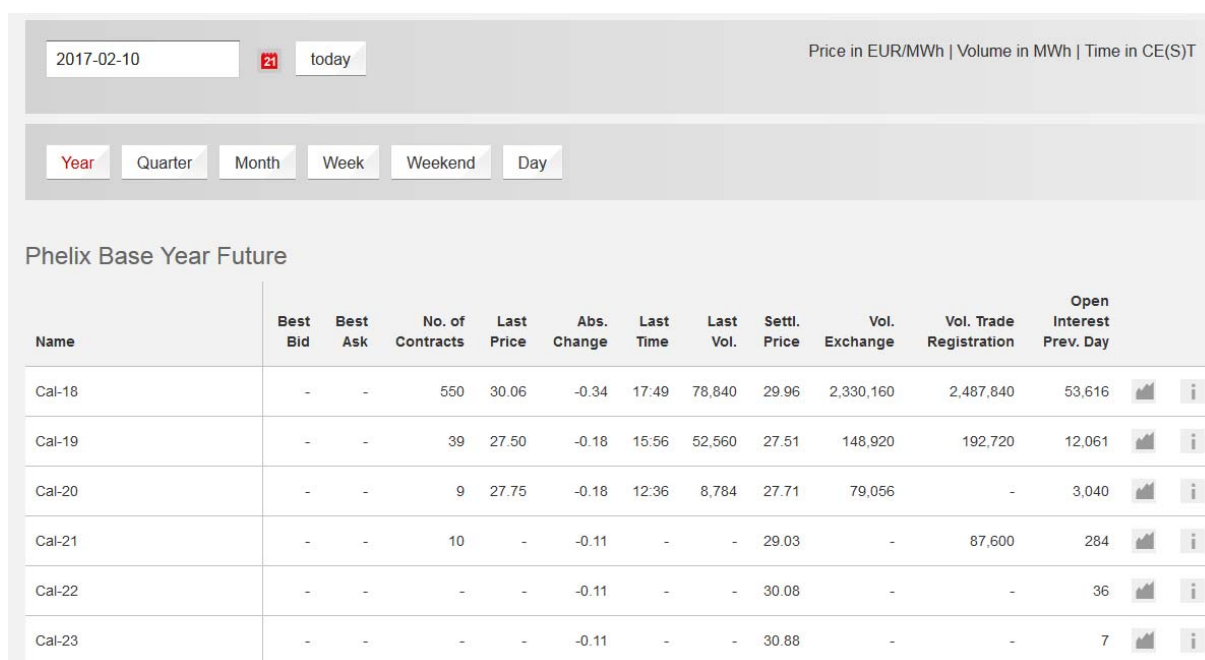 2017-02-10 21 today Price in EUR/MWh | Volume in MWh | Time in CE(S)T
Year Quarter Month Week Weekend Day
Phelix Base Year Future
Name Best Bid Best Ask No. of Contracts Last Price Abs. Change Last Time Last Vol. Settl. Price Vol. Exchange Vol. Trade Registration Open Interest Prev. Day
Cal-18 - - 550 30.06 -0.34 17:49 78,840 29.96 2,330,160 2,487,840 53,616 i
Cal-19 - - 39 27.50 -0.18 15:56 52,560 27.51 148,920 192,720 12,061 i
Cal-20 - - 9 27.75 -0.18 12:36 8,784 27.71 79,056 - 3,040 i
Cal-21 - - 10 - -0.11 - - 29.03 - 87,600 284 i
Cal-22 - - - - -0.11 - - 30.08 - - 36 i
Cal-23 - - - - -0.11 - - 30.88 - - 7 i